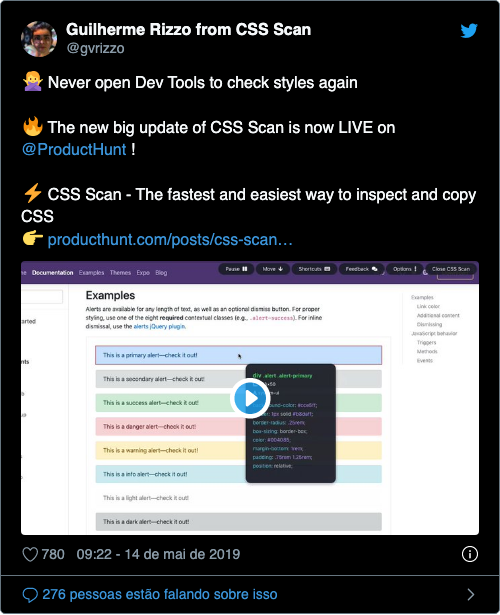 Guilherme Rizzo from CSS Scan
@gvrizzo
Never open Dev Tools to check styles again
The new big update of CSS Scan is now LIVE on
@ProductHunt !
CSS Scan - The fastest and easiest way to inspect and copy
CSS
producthunt.com/posts/css-scan…
Documentation Examples Themes Expo Blog
Pause Move Shortcuts Feedback Options Close CSS Scan
Examples
Alerts are available for any length of text, as well as an optional dismiss button. For proper
styling, use one of the eight required contextual classes (e.g., .alert-success). For inline
dismissal, use the alerts jQuery plugin.
Examples
Link color
Additional content
Dismissing
JavaScript behavior
Triggers
Methods
Events
This is a primary alert—check it out!
This is a secondary alert—check it out!
This is a success alert—check it out!
This is a danger alert—check it out!
This is a warning alert—check it out!
This is a info alert—check it out!
This is a light alert—check it out!
This is a dark alert—check it out!
div.alert.alert-primary
border-radius: .25rem;
box-sizing: border-box;
color: #004085;
margin-bottom: 1rem;
padding: .75rem 1.25rem;
position: relative;
780 09:22 - 14 de mai de 2019
276 pessoas estão falando sobre isso